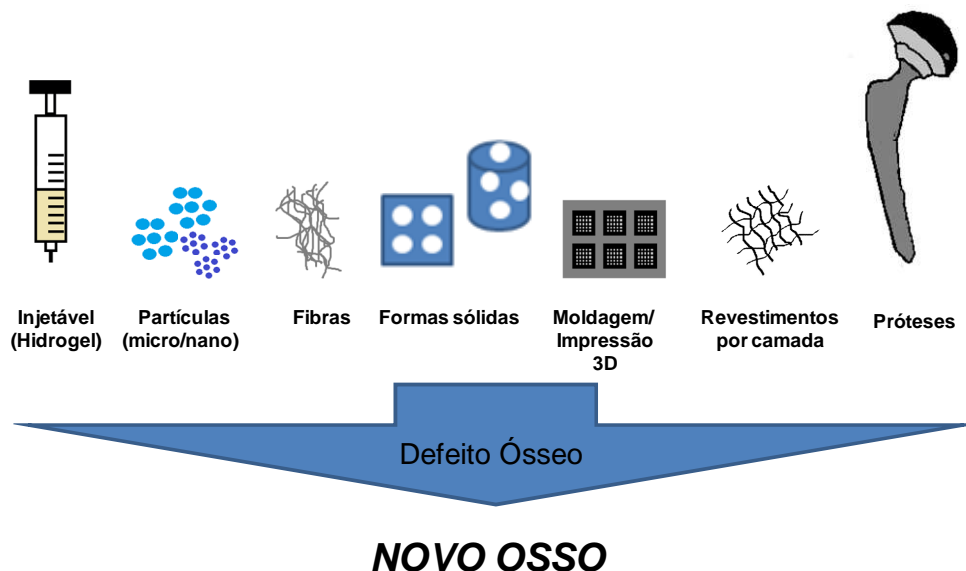 Injetável
(Hidrogel)
Partículas
(micro/nano)
Fibras
Formas sólidas
Moldagem/
Impressão
3D
Revestimentos
por camada
Próteses
Defeito Ósseo
NOVO OSSO